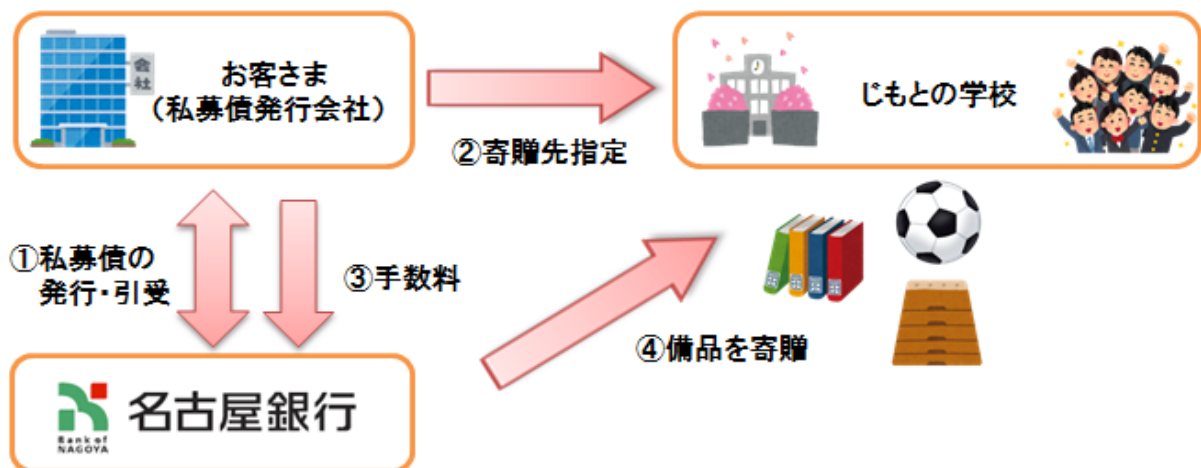 会社
お客さま
（私募債発行会社）
じもとの学校
②寄贈先指定
①私募債の
発行・引受
③手数料
④備品を寄贈
名古屋銀行
Bank of
NAGOYA